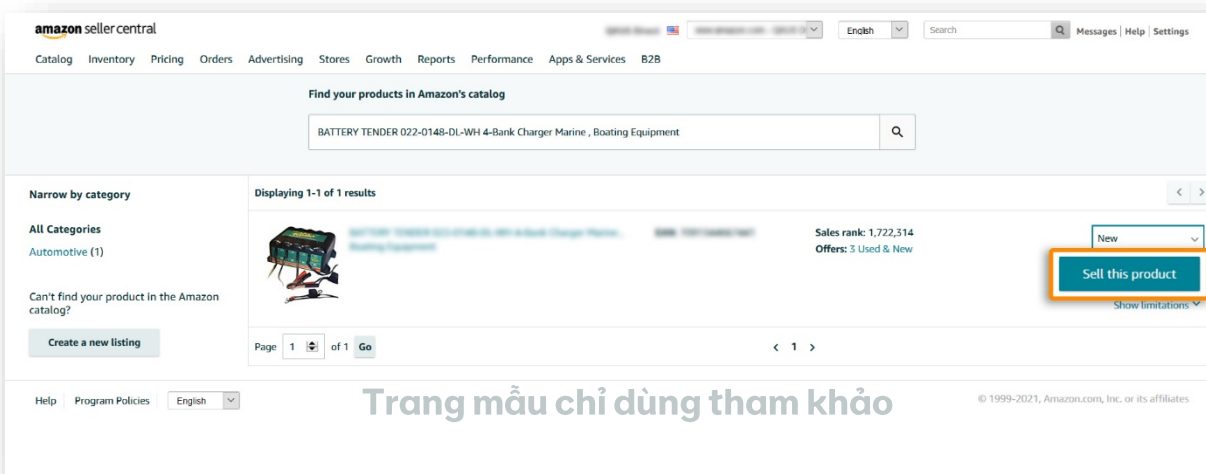 amazon seller central
English
Search
Messages | Help | Settings
Catalog Inventory Pricing Orders Advertising Stores Growth Reports Performance Apps & Services B2B
Find your products in Amazon's catalog
BATTERY TENDER 022-0148-DL-WH 4-Bank Charger Marine , Boating Equipment
Narrow by category
Displaying 1-1 of 1 results
All Categories
Automotive (1)
Sales rank: 1,722,314
Offers: 3 Used & New
New
Sell this product
Show limitations
Can't find your product in the Amazon
catalog?
Create a new listing
Page 1 of 1 Go
< 1 >
Help Program Policies English
Trang mẫu chỉ dùng tham khảo
© 1999-2021, Amazon.com, Inc. or its affiliates